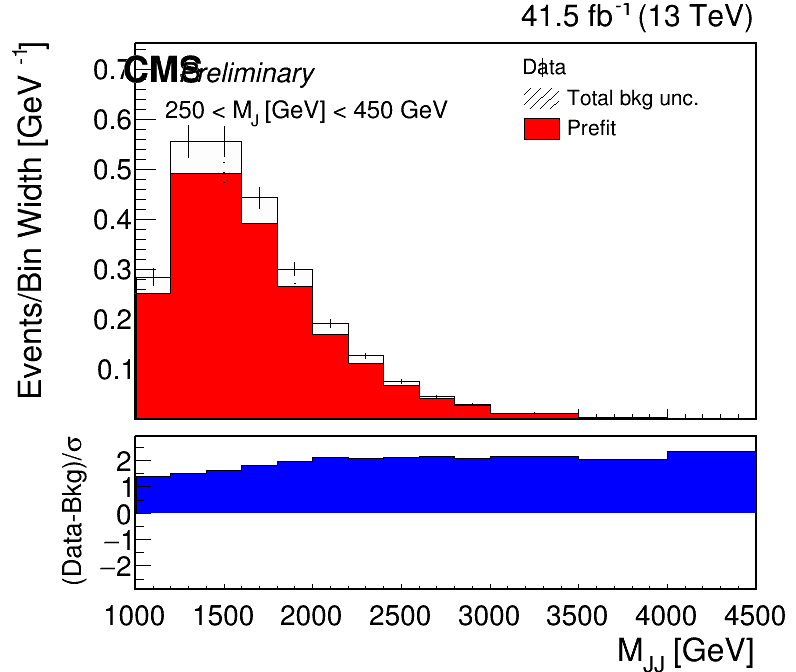 41.5 fb⁻¹ (13 TeV)
CMS Preliminary
250 < M_J [GeV] < 450 GeV
Data
Total bkg unc.
Prefit
Events/Bin Width [GeV⁻¹]
0.7
0.6
0.5
0.4
0.3
0.2
0.1
(Data-Bkg)/σ
2
1
0
−1
−2
1000 1500 2000 2500 3000 3500 4000 4500
M_JJ [GeV]